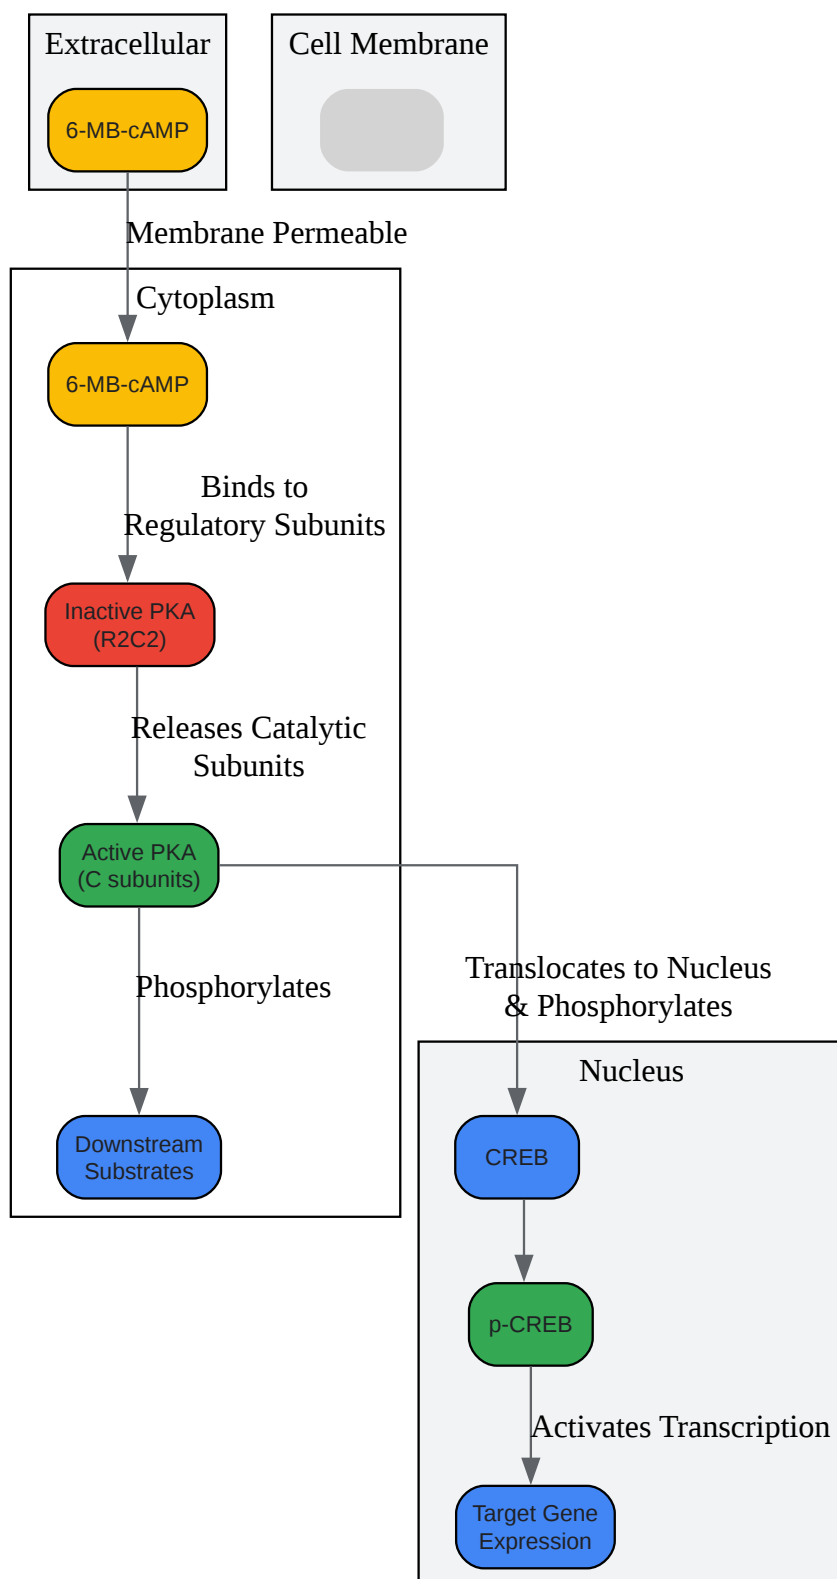 Extracellular
Cell Membrane
6-MB-cAMP
Membrane Permeable
Cytoplasm
6-MB-cAMP
Binds to
Regulatory Subunits
Inactive PKA
(R2C2)
Releases Catalytic
Subunits
Active PKA
(C subunits)
Phosphorylates
Translocates to Nucleus
& Phosphorylates
Nucleus
Downstream
Substrates
CREB
p-CREB
Activates Transcription
Target Gene
Expression